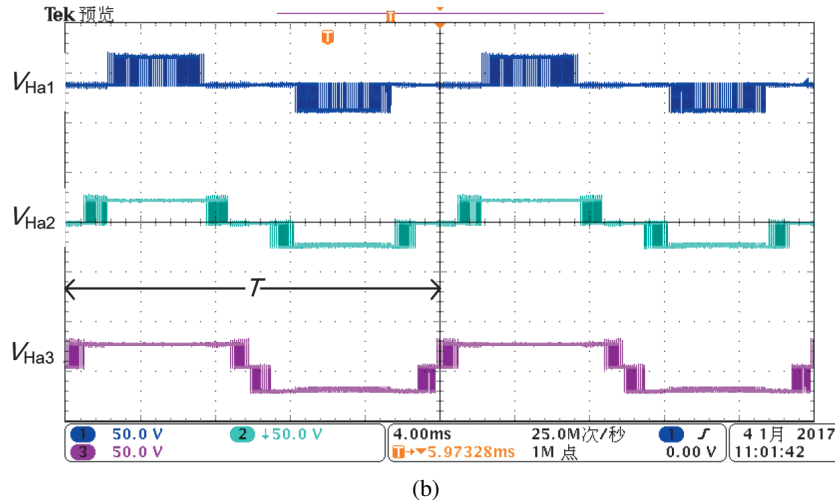 Tek 预览
T
T
VHa1
VHa2
T
VHa3
1 50.0 V 2 ↓50.0 V 4.00ms 25.0M次/秒 1 ∫ 4 1月 2017
3 50.0 V T→▼5.97328ms 1M 点 0.00 V 11:01:42
(b)